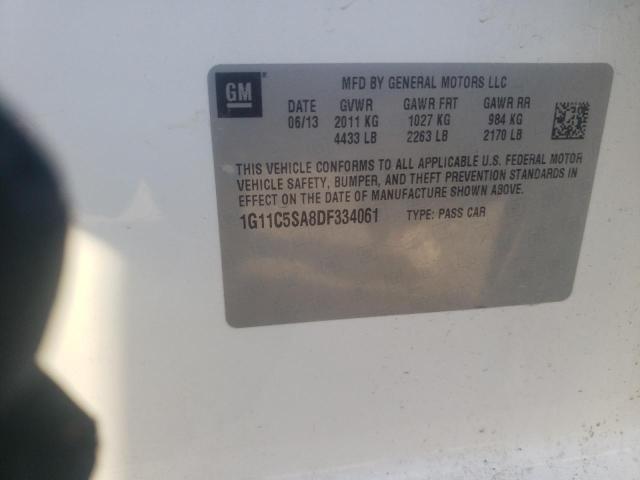 GM
MFD BY GENERAL MOTORS LLC
DATE GVWR GAWR FRT GAWR RR
06/13 2011 KG 1027 KG 984 KG
4433 LB 2263 LB 2170 LB
THIS VEHICLE CONFORMS TO ALL APPLICABLE U.S. FEDERAL MOTOR
VEHICLE SAFETY, BUMPER, AND THEFT PREVENTION STANDARDS IN
EFFECT ON THE DATE OF MANUFACTURE SHOWN ABOVE.
1G11C5SA8DF334061 TYPE: PASS CAR